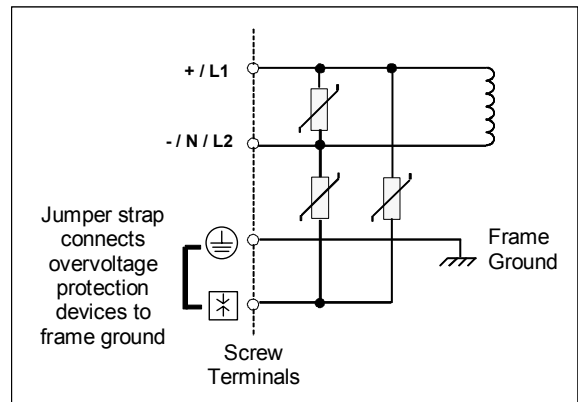 + / L1
- / N / L2
Jumper strap
connects
overvoltage
protection
devices to
frame ground
Frame
Ground
Screw
Terminals